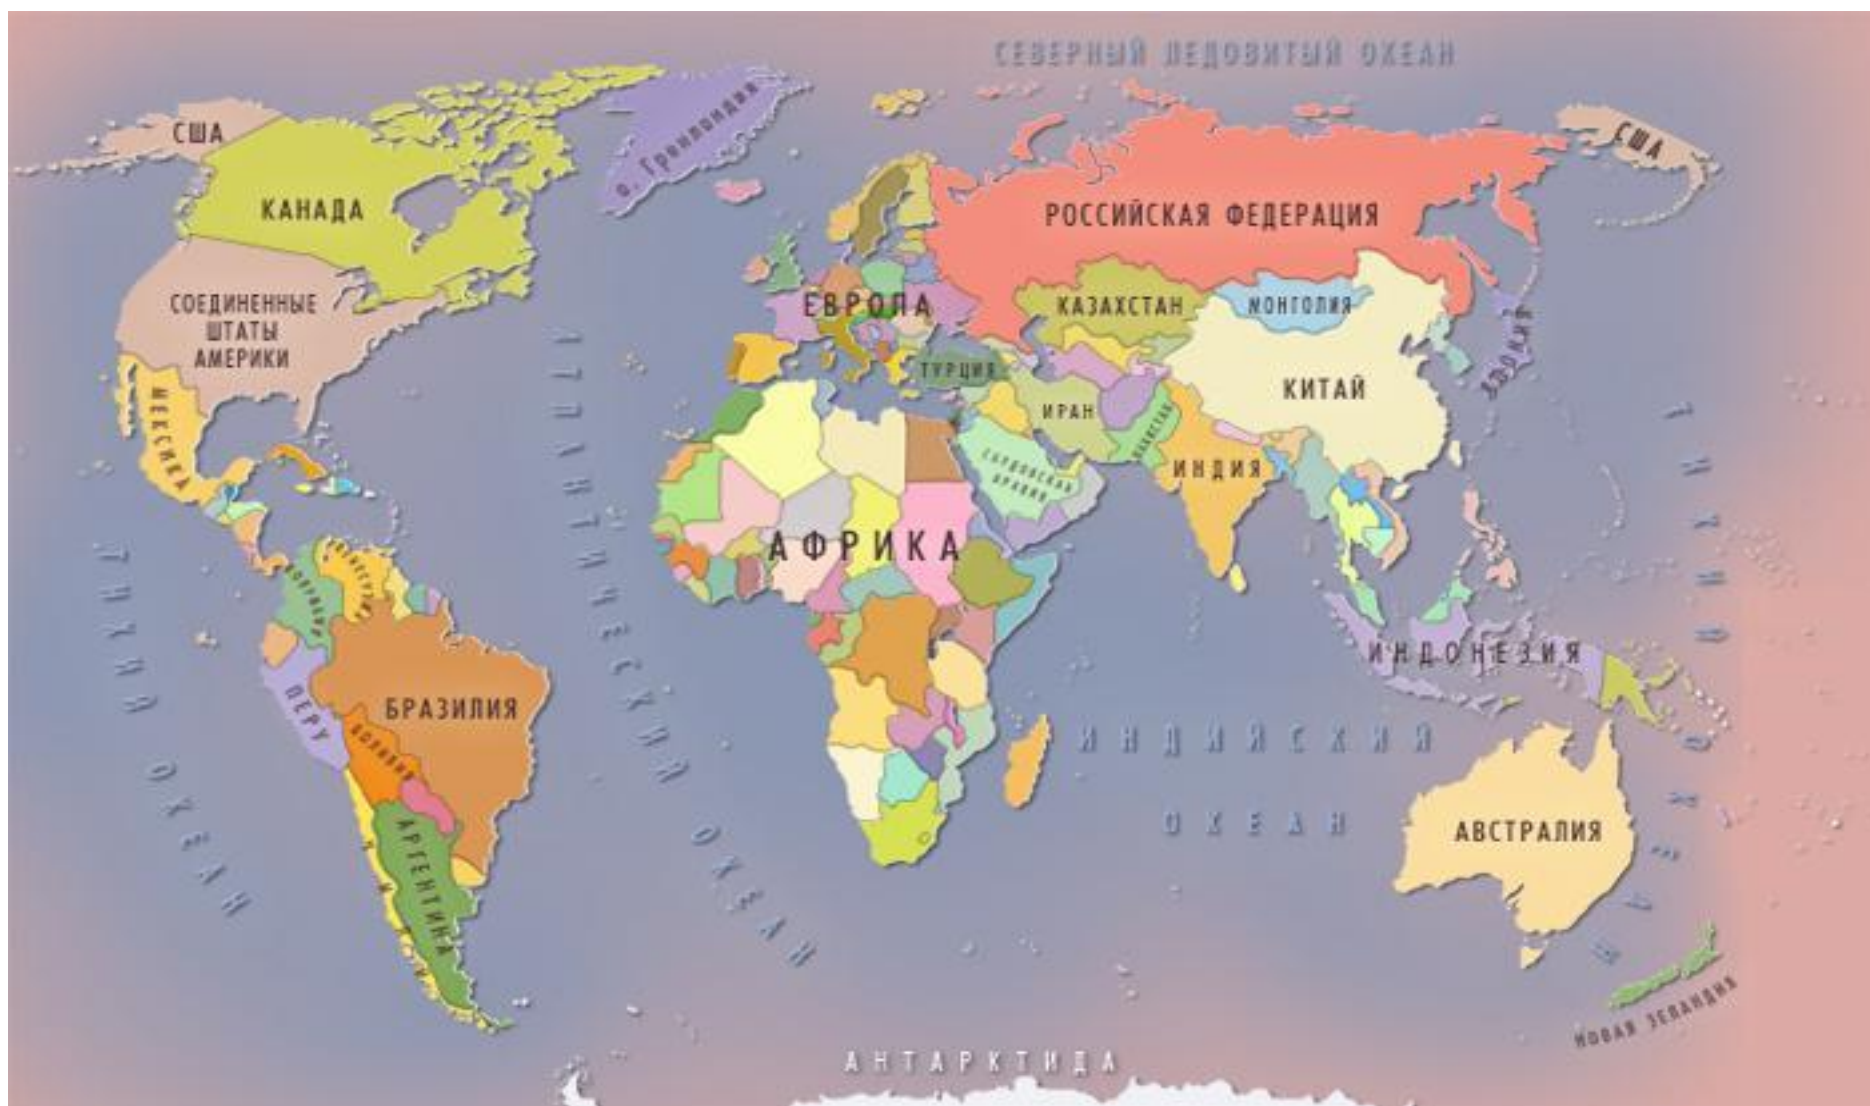 СЕВЕРНЫЙ ЛЕДОВИТЫЙ ОКЕАН
США
о. Гренландия
США
КАНАДА
РОССИЙСКАЯ ФЕДЕРАЦИЯ
СОЕДИНЕННЫЕ
ШТАТЫ
АМЕРИКИ
ЕВРОПА
КАЗАХСТАН
МОНГОЛИЯ
ЯПОНИЯ
ТУРЦИЯ
КИТАЙ
ИРАН
МЕКСИКА
ПАКИСТАН
ИНДИЯ
САУДОВСКАЯ
АРАВИЯ
АФРИКА
АТЛАНТИЧЕСКИЙ ОКЕАН
ТИХИЙ ОКЕАН
ТИХИЙ ОКЕАН
ВЕНЕСУЭЛА
КОЛУМБИЯ
ИНДОНЕЗИЯ
ПЕРУ
БРАЗИЛИЯ
БОЛИВИЯ
ИНДИЙСКИЙ
ОКЕАН
АРГЕНТИНА
ЧИЛИ
АВСТРАЛИЯ
НОВАЯ ЗЕЛАНДИЯ
АНТАРКТИДА